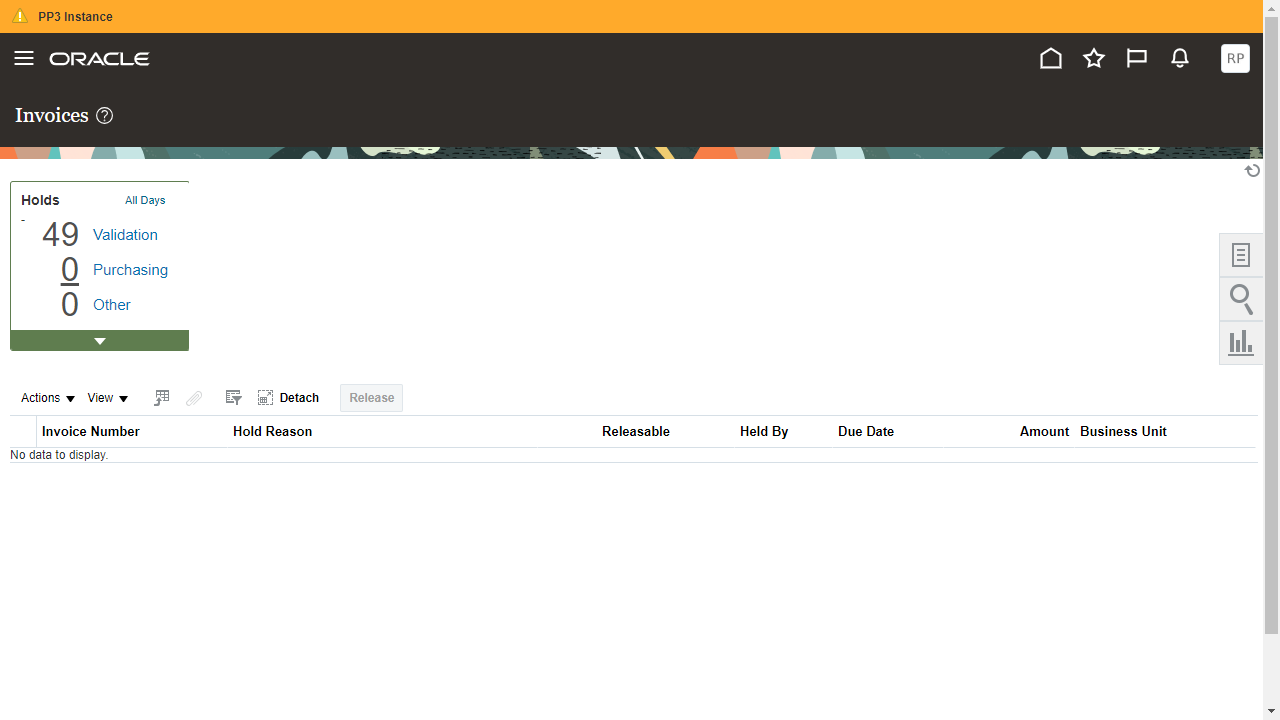 PP3 Instance
ORACLE
RP
Invoices
Holds All Days
49 Validation
0 Purchasing
0 Other
Actions View Detach Release
Invoice Number Hold Reason Releasable Held By Due Date Amount Business Unit
No data to display.